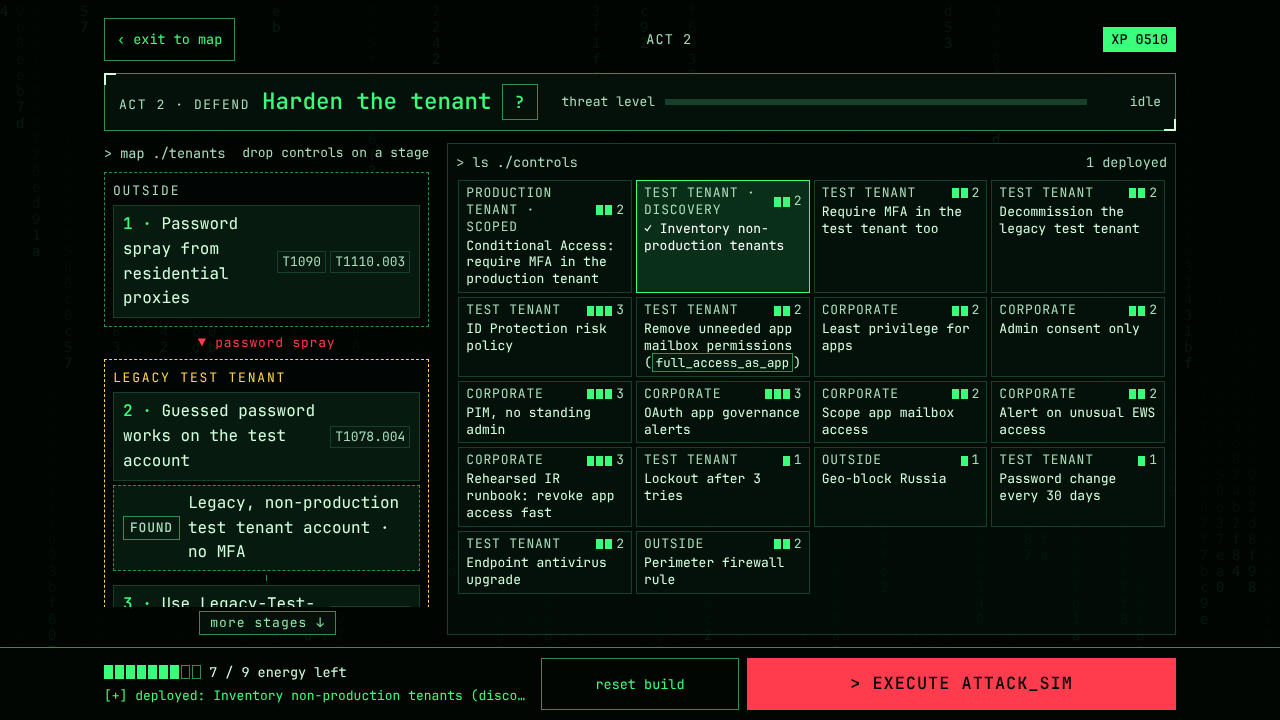 ‹ exit to map
ACT 2
XP 0510
ACT 2 · DEFEND Harden the tenant ?
threat level
idle
> map ./tenants
drop controls on a stage
OUTSIDE
1 · Password
spray from
residential
proxies
T1090 T1110.003
▼ password spray
LEGACY TEST TENANT
2 · Guessed password
works on the test
account
T1078.004
FOUND
Legacy, non-production
test tenant account ·
no MFA
3 · Use Legacy-Test-
more stages ↓
> ls ./controls
1 deployed
PRODUCTION
TENANT ·
SCOPED
2
Conditional Access:
require MFA in the
production tenant
TEST TENANT ·
DISCOVERY
2
✓ Inventory non-
production tenants
TEST TENANT 2
Require MFA in the
test tenant too
TEST TENANT 2
Decommission the
legacy test tenant
TEST TENANT 3
ID Protection risk
policy
TEST TENANT 2
Remove unneeded app
mailbox permissions
(full_access_as_app)
CORPORATE 2
Least privilege for
apps
CORPORATE 2
Admin consent only
CORPORATE 3
PIM, no standing
admin
CORPORATE 3
OAuth app governance
alerts
CORPORATE 2
Scope app mailbox
access
CORPORATE 2
Alert on unusual EWS
access
CORPORATE 3
Rehearsed IR
runbook: revoke app
access fast
TEST TENANT 1
Lockout after 3
tries
OUTSIDE 1
Geo-block Russia
TEST TENANT 1
Password change
every 30 days
TEST TENANT 2
Endpoint antivirus
upgrade
OUTSIDE 2
Perimeter firewall
rule
7 / 9 energy left
[+] deployed: Inventory non-production tenants (disco…
reset build
> EXECUTE ATTACK_SIM